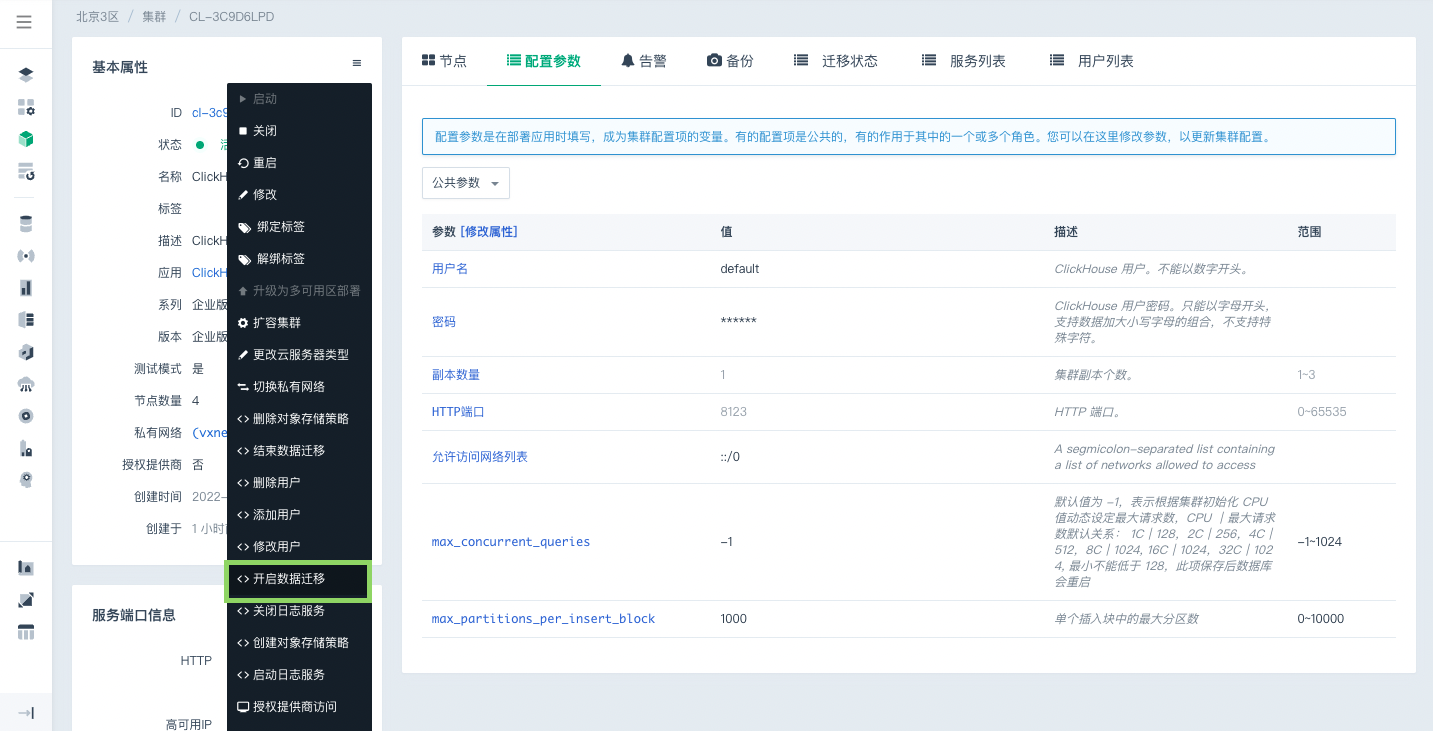 北京3区 / 集群 / CL-3C9D6LPD
基本属性
ID cl-3c9
状态 活
名称 ClickH
标签
描述 ClickH
应用 ClickH
系列 企业版
版本 企业版
测试模式 是
节点数量 4
私有网络 (vxne
授权提供商 否
创建时间 2022-
创建于 1 小时前
服务端口信息
HTTP
高可用IP
启动
关闭
重启
修改
绑定标签
解绑标签
升级为多可用区部署
扩容集群
更改云服务器类型
切换私有网络
删除对象存储策略
结束数据迁移
删除用户
添加用户
修改用户
开启数据迁移
关闭日志服务
创建对象存储策略
启动日志服务
授权提供商访问
节点 配置参数 告警 备份 迁移状态 服务列表 用户列表
配置参数是在部署应用时填写，成为集群配置项的变量。有的配置项是公共的，有的作用于其中的一个或多个角色。您可以在这里修改参数，以更新集群配置。
公共参数
参数 [修改属性] 值 描述 范围
用户名 default ClickHouse 用户。不能以数字开头。
密码 ****** ClickHouse 用户密码。只能以字母开头，
支持数据加大小写字母的组合，不支持特
殊字符。
副本数量 1 集群副本个数。 1~3
HTTP端口 8123 HTTP 端口。 0~65535
允许访问网络列表 ::/0 A segmicolon-separated list containing
a list of networks allowed to access
max_concurrent_queries -1 默认值为 -1，表示根据集群初始化 CPU
值动态设定最大请求数，CPU ｜最大请求
数默认关系： 1C｜128，2C｜256，4C｜
512，8C｜1024, 16C｜1024，32C｜102
4, 最小不能低于 128，此项保存后数据库
会重启 -1~1024
max_partitions_per_insert_block 1000 单个插入块中的最大分区数 0~10000